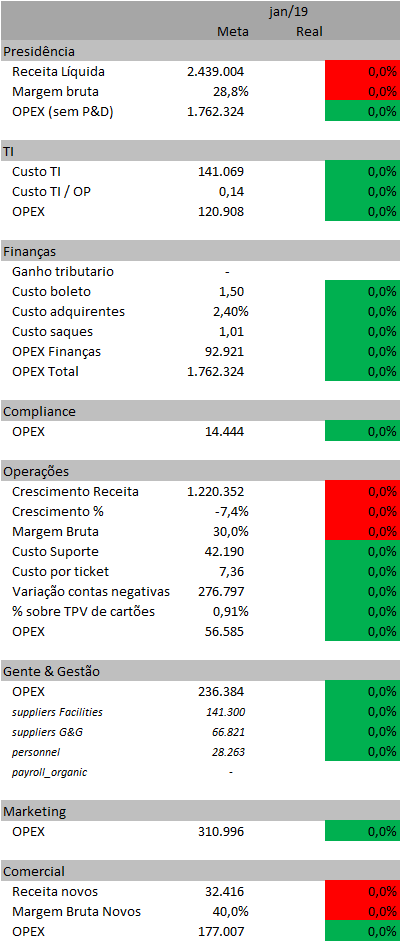 jan/19
Meta Real
Presidência
Receita Líquida 2.439.004 0,0%
Margem bruta 28,8% 0,0%
OPEX (sem P&D) 1.762.324 0,0%
TI
Custo TI 141.069 0,0%
Custo TI / OP 0,14 0,0%
OPEX 120.908 0,0%
Finanças
Ganho tributario -
Custo boleto 1,50 0,0%
Custo adquirentes 2,40% 0,0%
Custo saques 1,01 0,0%
OPEX Finanças 92.921 0,0%
OPEX Total 1.762.324 0,0%
Compliance
OPEX 14.444 0,0%
Operações
Crescimento Receita 1.220.352 0,0%
Crescimento % -7,4% 0,0%
Margem Bruta 30,0% 0,0%
Custo Suporte 42.190 0,0%
Custo por ticket 7,36 0,0%
Variação contas negativas 276.797 0,0%
% sobre TPV de cartões 0,91% 0,0%
OPEX 56.585 0,0%
Gente & Gestão
OPEX 236.384 0,0%
suppliers Facilities 141.300 0,0%
suppliers G&G 66.821 0,0%
personnel 28.263 0,0%
payroll_organic -
Marketing
OPEX 310.996 0,0%
Comercial
Receita novos 32.416 0,0%
Margem Bruta Novos 40,0% 0,0%
OPEX 177.007 0,0%